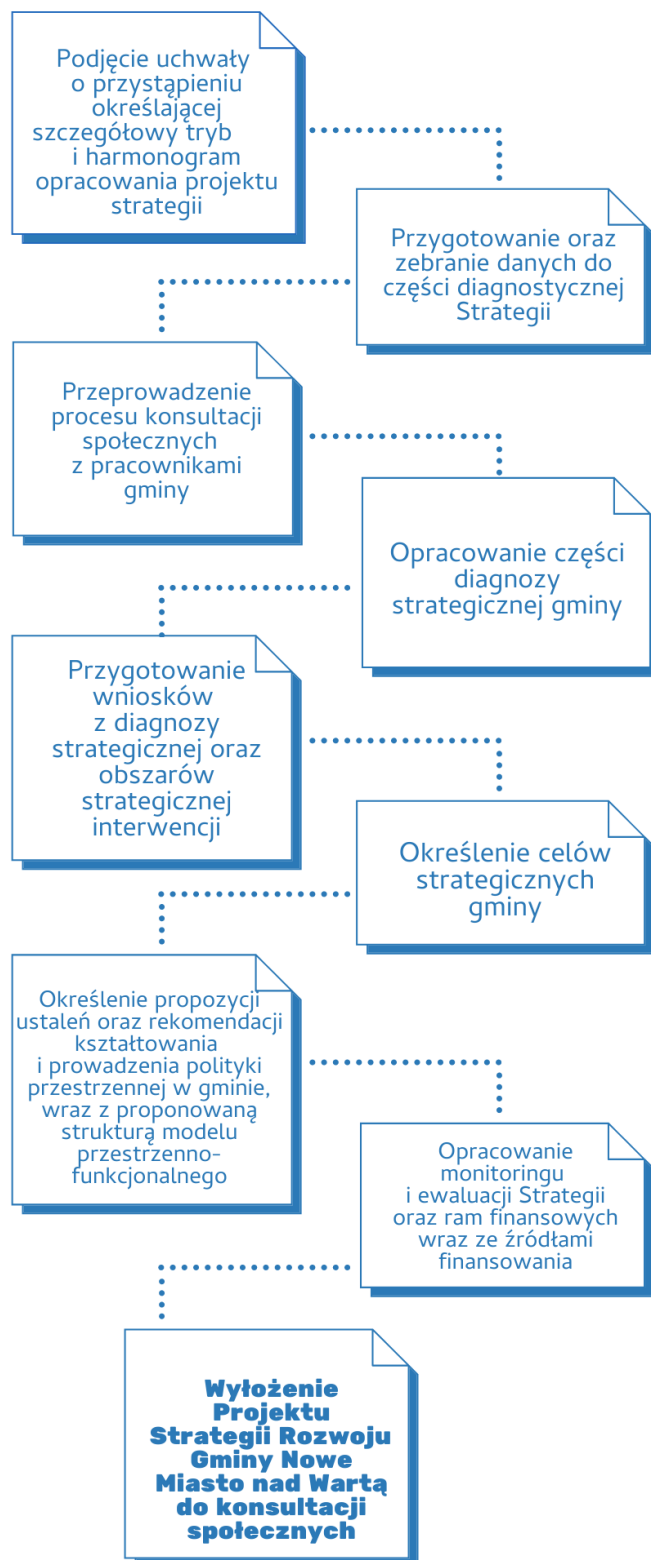 Podjęcie uchwały
o przystąpieniu
określającej
szczegółowy tryb
i harmonogram
opracowania projektu
strategii
Przygotowanie oraz
zebranie danych do
części diagnostycznej
Strategii
Przeprowadzenie
procesu konsultacji
społecznych
z pracownikami
gminy
Opracowanie części
diagnozy
strategicznej gminy
Przygotowanie
wniosków
z diagnozy
strategicznej oraz
obszarów
strategicznej
interwencji
Określenie celów
strategicznych
gminy
Określenie propozycji
ustaleń oraz rekomendacji
kształtowania
i prowadzenia polityki
przestrzennej w gminie,
wraz z proponowaną
strukturą modelu
przestrzenno-
funkcjonalnego
Opracowanie
monitoringu
i ewaluacji Strategii
oraz ram finansowych
wraz ze źródłami
finansowania
Wyłożenie
Projektu
Strategii Rozwoju
Gminy Nowe
Miasto nad Wartą
do konsultacji
społecznych